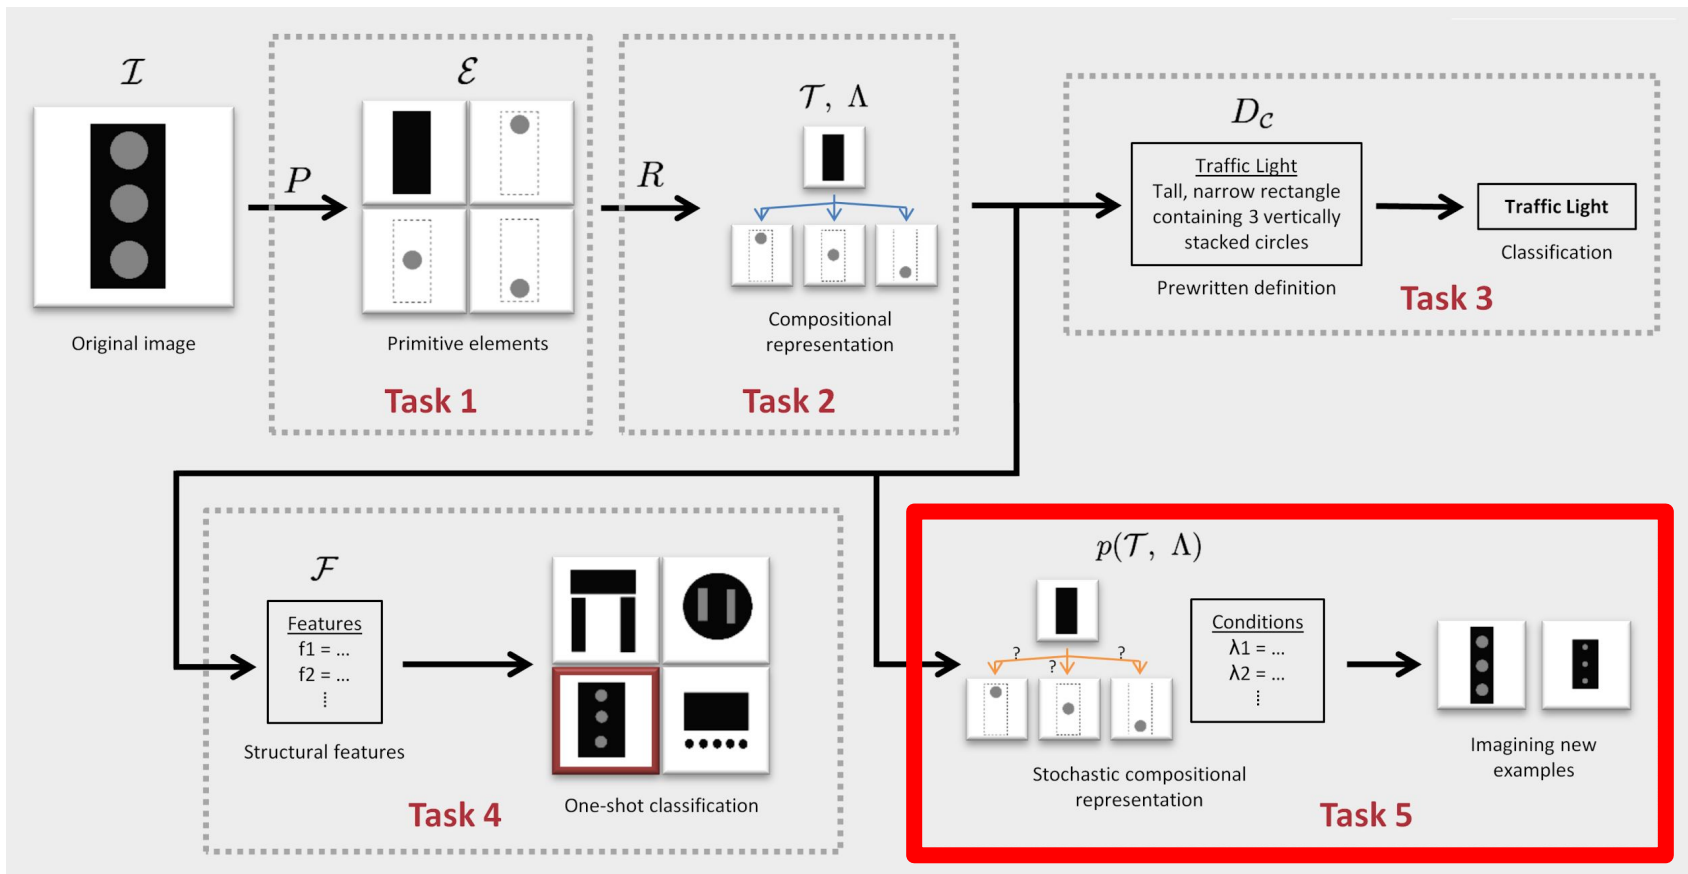 𝓘
Original image
P
𝓔
Primitive elements
Task 1
R
𝒯, Λ
Compositional
representation
Task 2
D𝒸
Traffic Light
Tall, narrow rectangle
containing 3 vertically
stacked circles
Prewritten definition
Traffic Light
Classification
Task 3
𝓕
Features
f1 = ...
f2 = ...
⋮
Structural features
One-shot classification
Task 4
p(𝒯, Λ)
? ? ?
Stochastic compositional
representation
Conditions
λ1 = ...
λ2 = ...
⋮
Imagining new
examples
Task 5